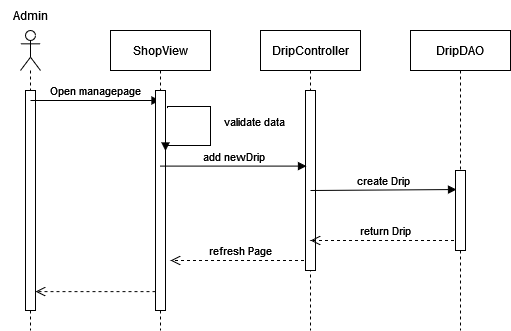 Admin
ShopView
DripController
DripDAO
Open managepage
validate data
add newDrip
create Drip
return Drip
refresh Page